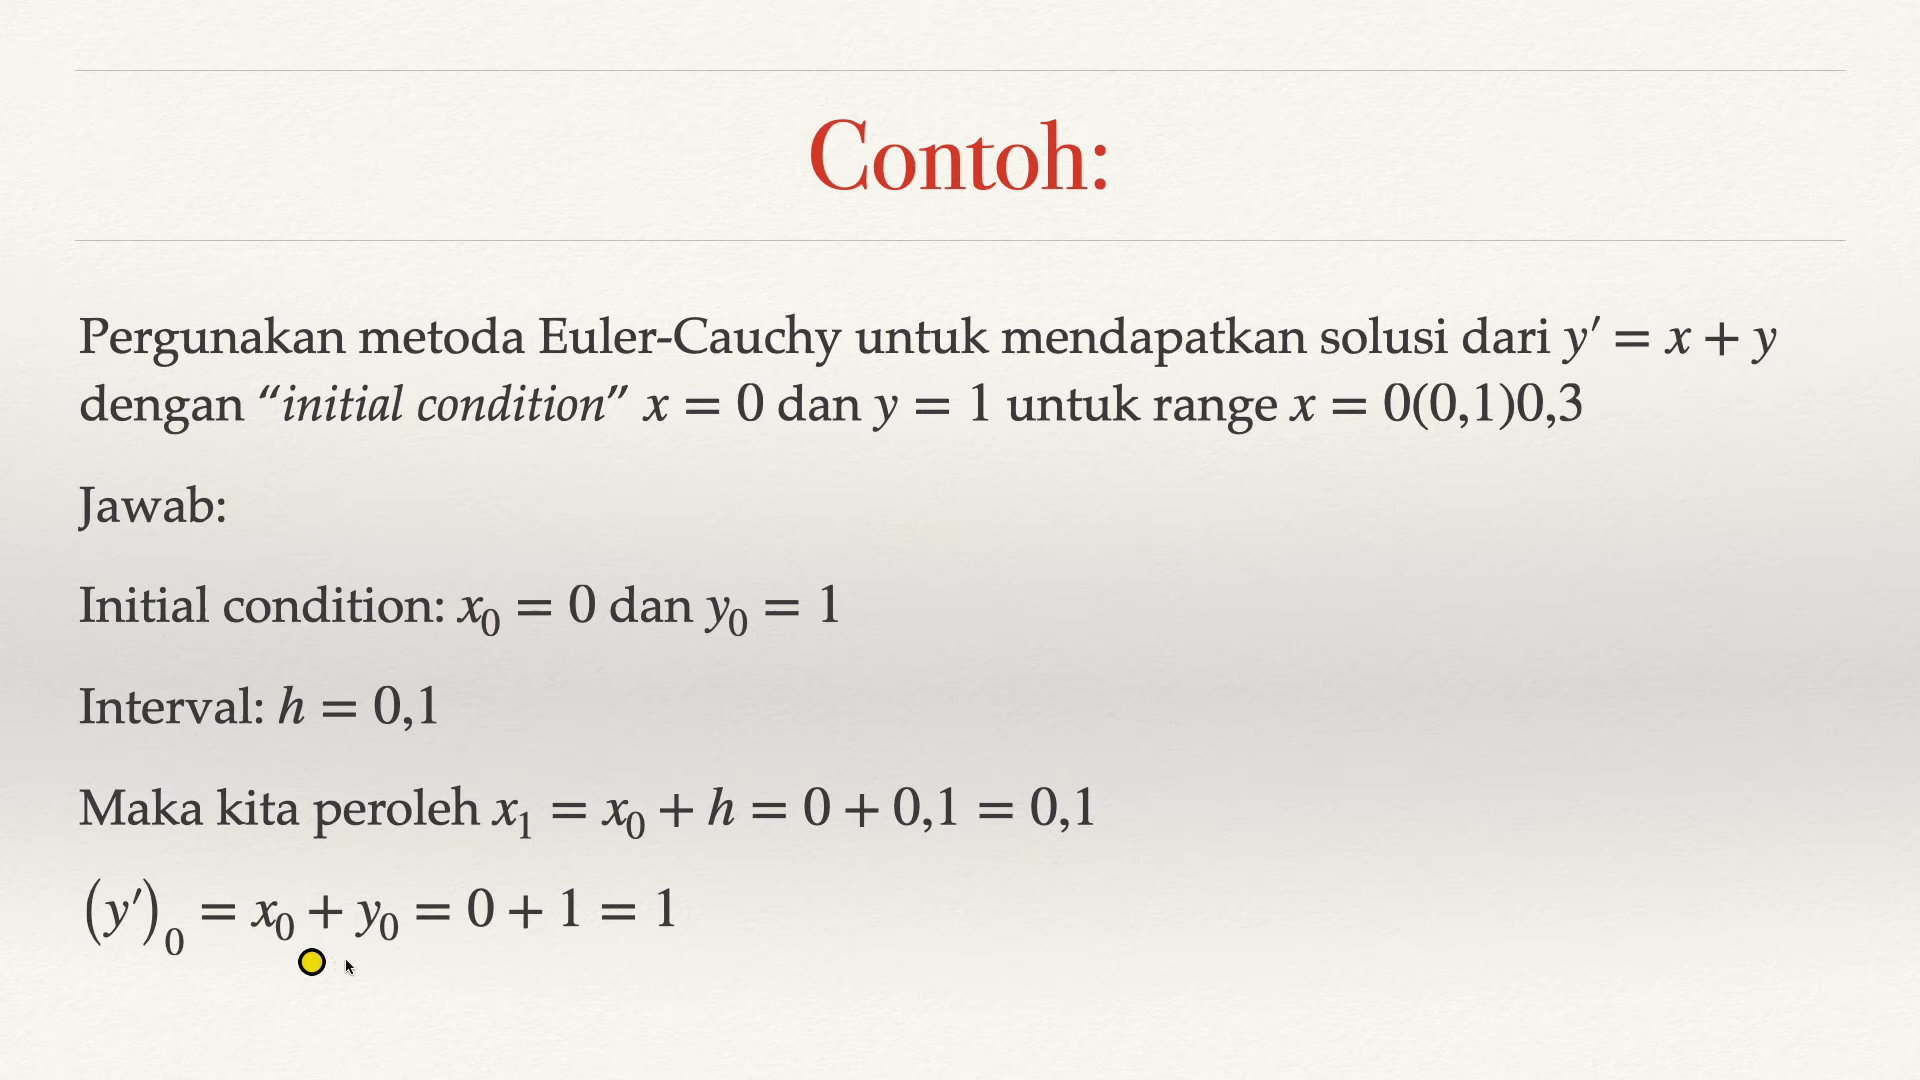 Contoh:
Pergunakan metoda Euler-Cauchy untuk mendapatkan solusi dari y′ = x + y
dengan “initial condition” x = 0 dan y = 1 untuk range x = 0(0,1)0,3
Jawab:
Initial condition: x₀ = 0 dan y₀ = 1
Interval: h = 0,1
Maka kita peroleh x₁ = x₀ + h = 0 + 0,1 = 0,1
(y′)₀ = x₀ + y₀ = 0 + 1 = 1